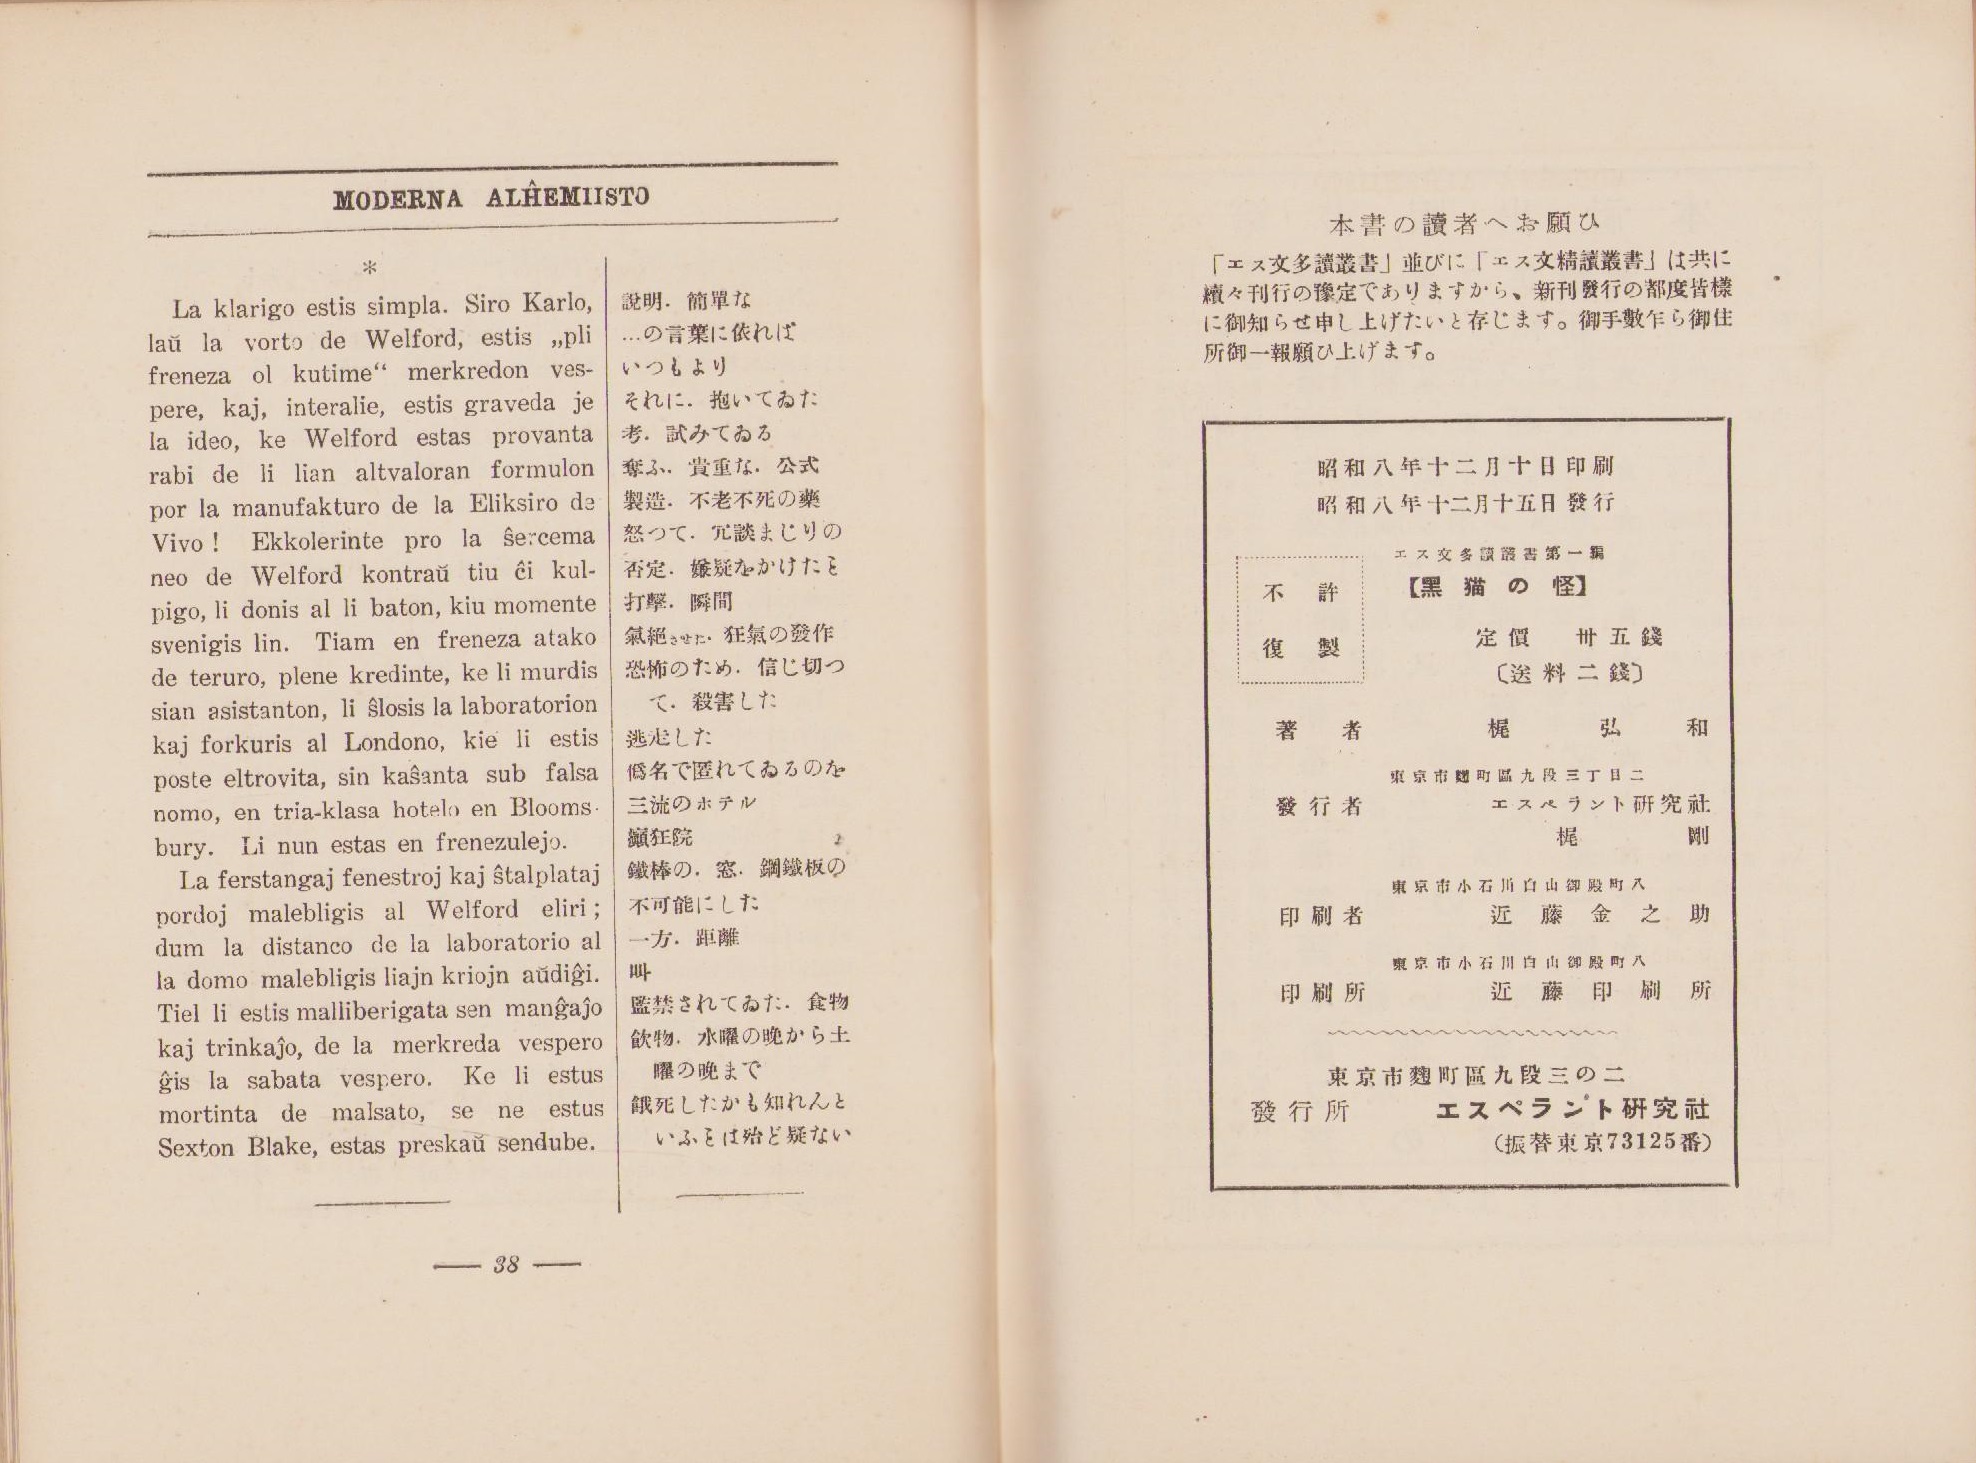 MODERNA ALĤEMIISTO
*
La klarigo estis simpla. Siro Karlo,
laŭ la vorto de Welford, estis „pli
freneza ol kutime“ merkredon ves-
pere, kaj, interalie, estis graveda je
la ideo, ke Welford estas provanta
rabi de li lian altvaloran formulon
por la manufakturo de la Eliksiro de
Vivo! Ekkolerinte pro la ŝercema
neo de Welford kontraŭ tiu ĉi kul-
pigo, li donis al li baton, kiu momente
svenigis lin. Tiam en freneza atako
de teruro, plene kredinte, ke li murdis
sian asistanton, li ŝlosis la laboratorion
kaj forkuris al Londono, kie li estis
poste eltrovita, sin kaŝanta sub falsa
nomo, en tria-klasa hotelo en Blooms-
bury. Li nun estas en frenezulejo.
La ferstangaj fenestroj kaj ŝtalplataj
pordoj malebligis al Welford eliri;
dum la distanco de la laboratorio al
la domo malebligis liajn kriojn aŭdiĝi.
Tiel li estis malliberigata sen manĝaĵo
kaj trinkaĵo, de la merkreda vespero
ĝis la sabata vespero. Ke li estus
mortinta de malsato, se ne estus
Sexton Blake, estas preskaŭ sendube.
說明．簡單な
…の言葉に依れば
いつもより
それに．抱いてゐた
考．試みてゐる
奪ふ．貴重な．公式
製造．不老不死の藥
怒つて．冗談まじりの
否定．嫌疑をかけたこと
打擊．瞬間
氣絕させた．狂氣の發作
恐怖のため．信じ切つ
て．殺害した
逃走した
僞名で匿れてゐるのを
三流のホテル
癲狂院
鐵棒の．窓．鋼鐵板の
不可能にした
一方．距離
叫
監禁されてゐた．食物
飮物．水曜の晩から土
曜の晩まで
餓死したかも知れんと
いふことは殆ど疑ない
— 38 —
本書の讀者へお願ひ
「エス文多讀叢書」並びに「エス文精讀叢書」は共に
續々刊行の豫定でありますから、新刊發行の都度皆樣
に御知らせ申し上げたいと存じます。御手數乍ら御住
所御一報願ひ上げます。
昭和八年十二月十日印刷
昭和八年十二月十五日發行
エス文多讀叢書第一編
【黑猫の怪】
不許
復製
定價 卅五錢
〔送料二錢〕
著者 梶弘和
東京市麴町區九段三丁目二
發行者 エスペラント硏究社
梶剛
東京市小石川白山御殿町八
印刷者 近藤金之助
東京市小石川白山御殿町八
印刷所 近藤印刷所
東京市麴町區九段三の二
發行所 エスペラント硏究社
(振替東京73125番)